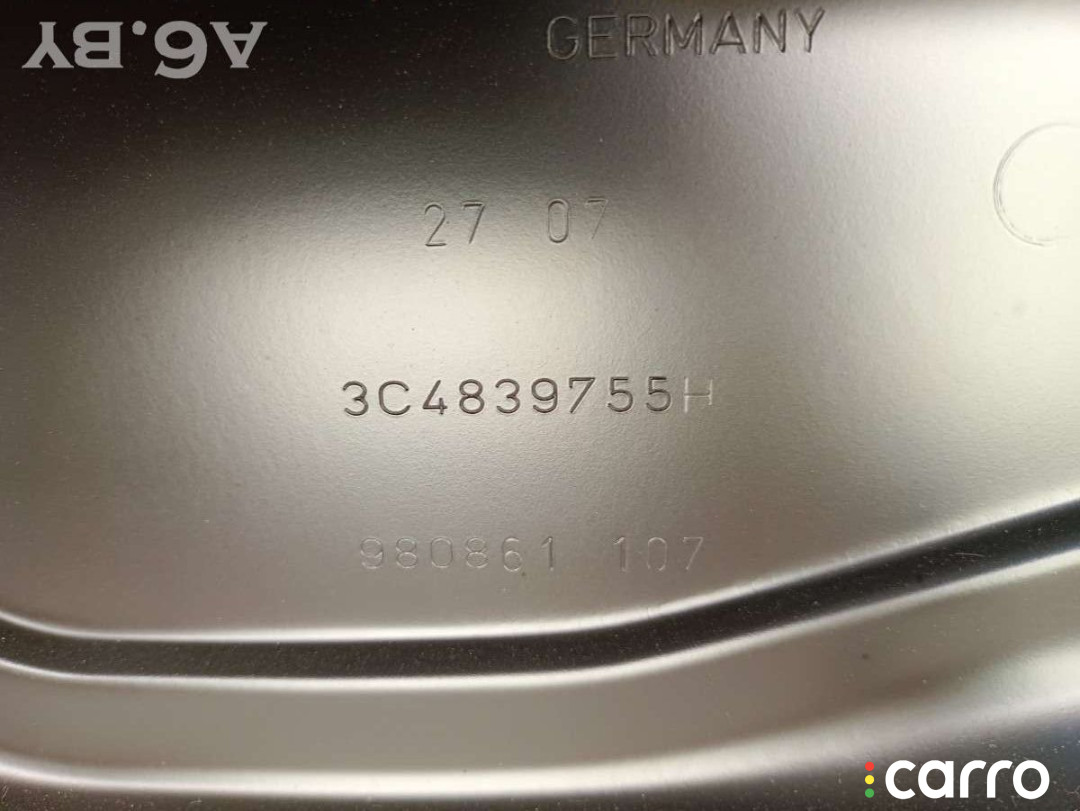 A6.BY
GERMANY
27 07
3C4839755H
980861 107
carro